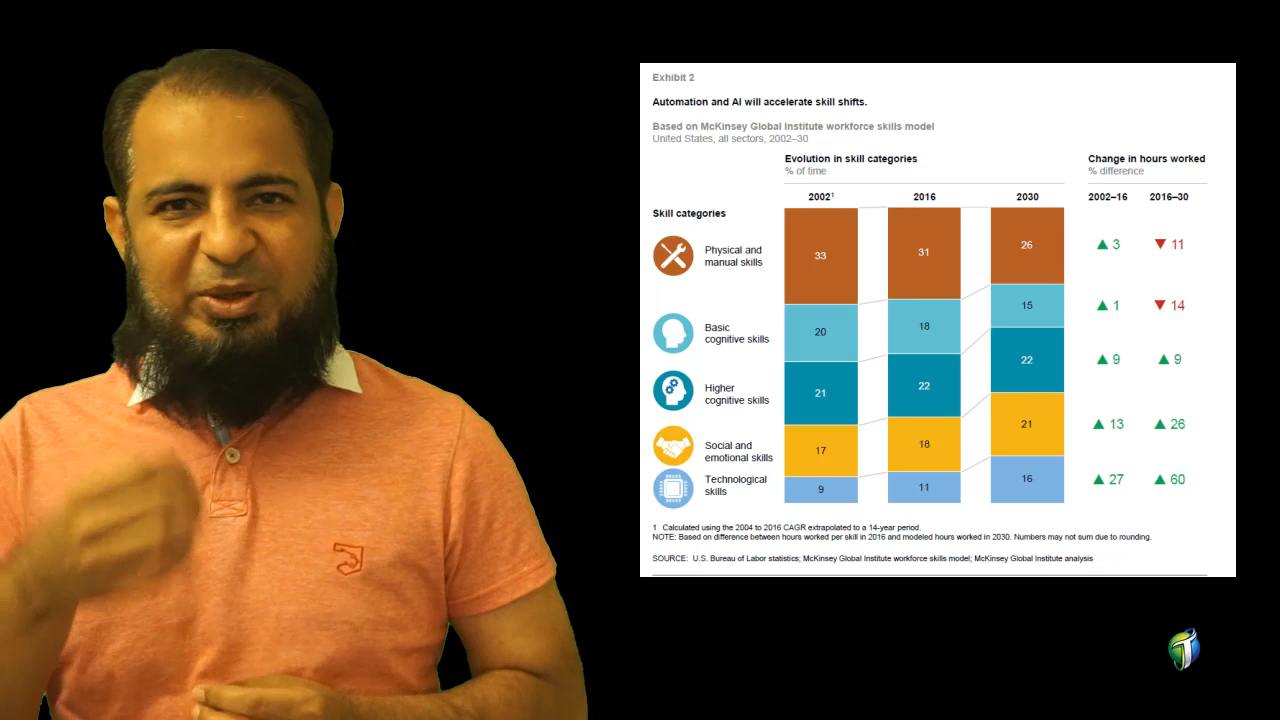 Exhibit 2
Automation and AI will accelerate skill shifts.
Based on McKinsey Global Institute workforce skills model
United States, all sectors, 2002–30
Evolution in skill categories
% of time
Change in hours worked
% difference
Skill categories
2002¹
2016
2030
2002–16
2016–30
Physical and
manual skills
33
31
26
▲ 3
▼ 11
Basic
cognitive skills
20
18
15
▲ 1
▼ 14
Higher
cognitive skills
21
22
22
▲ 9
▲ 9
Social and
emotional skills
17
18
21
▲ 13
▲ 26
Technological
skills
9
11
16
▲ 27
▲ 60
1 Calculated using the 2004 to 2016 CAGR extrapolated to a 14-year period.
NOTE: Based on difference between hours worked per skill in 2016 and modeled hours worked in 2030. Numbers may not sum due to rounding.
SOURCE: U.S. Bureau of Labor statistics; McKinsey Global Institute workforce skills model; McKinsey Global Institute analysis
T